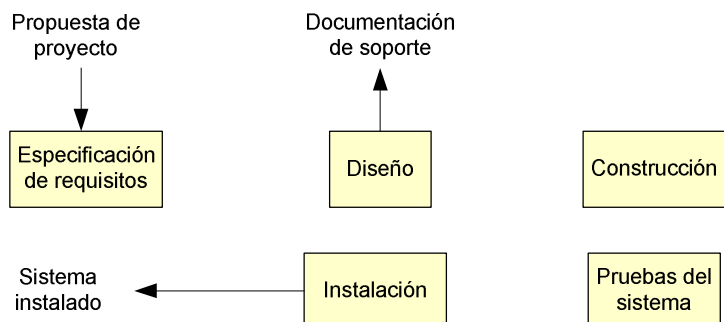 Propuesta de
proyecto
Documentación
de soporte
Especificación
de requisitos
Diseño
Construcción
Sistema
instalado
Instalación
Pruebas del
sistema